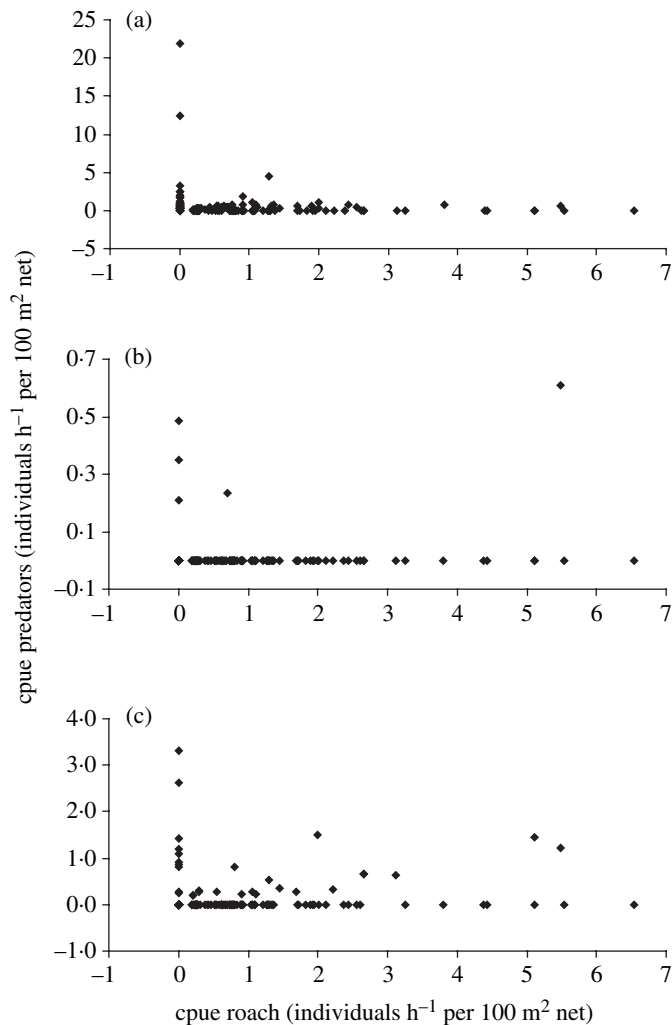 (a)
25
20
15
10
5
0
–5
–1 0 1 2 3 4 5 6 7
(b)
0·7
0·5
0·3
0·1
–0·1
–1 0 1 2 3 4 5 6 7
(c)
4·0
3·0
2·0
1·0
0·0
–1·0
–1 0 1 2 3 4 5 6 7
cpue predators (individuals h⁻¹ per 100 m² net)
cpue roach (individuals h⁻¹ per 100 m² net)